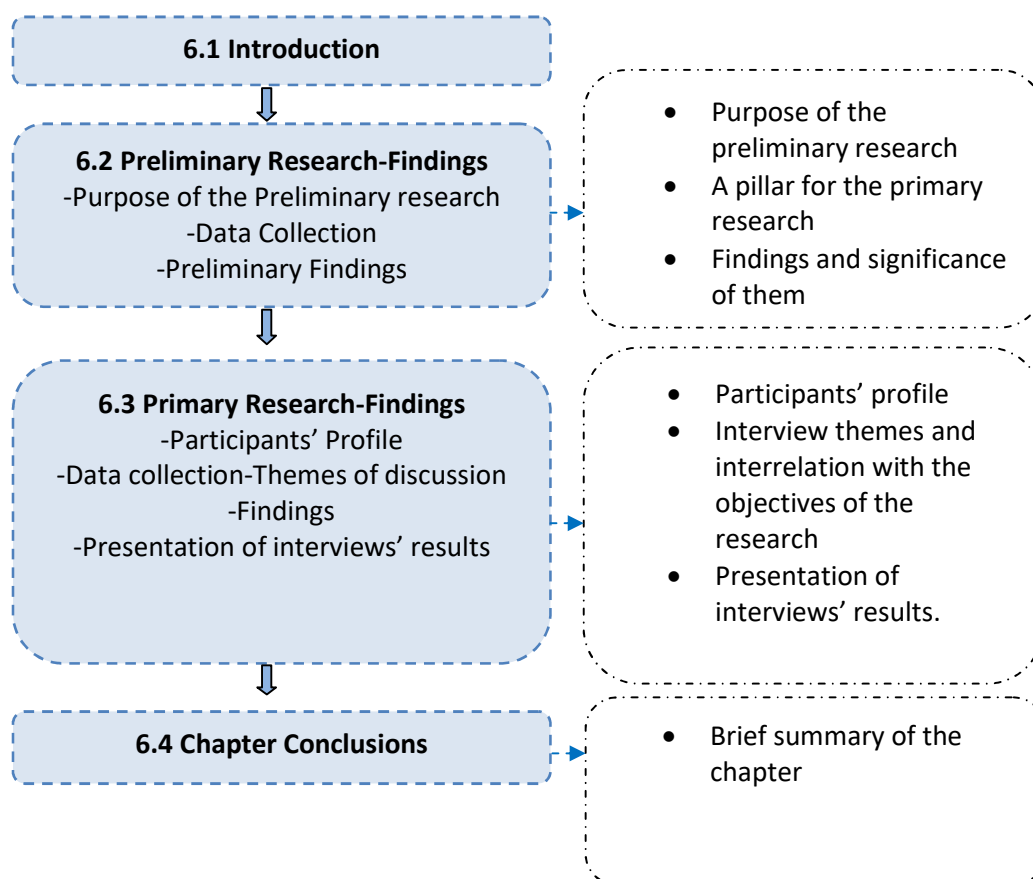 6.1 Introduction
6.2 Preliminary Research-Findings
-Purpose of the Preliminary research
-Data Collection
-Preliminary Findings
• Purpose of the
preliminary research
• A pillar for the primary
research
• Findings and significance
of them
6.3 Primary Research-Findings
-Participants’ Profile
-Data collection-Themes of discussion
-Findings
-Presentation of interviews’ results
• Participants’ profile
• Interview themes and
interrelation with the
objectives of the
research
• Presentation of
interviews’ results.
6.4 Chapter Conclusions
• Brief summary of the
chapter